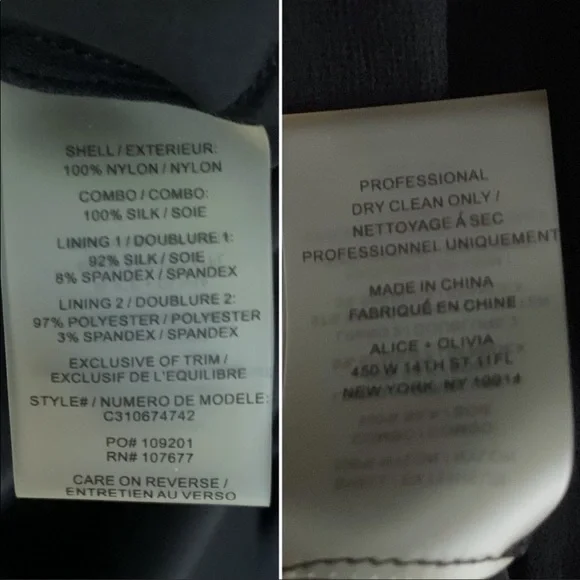 SHELL / EXTERIEUR:
100% NYLON / NYLON
COMBO / COMBO:
100% SILK / SOIE
LINING 1 / DOUBLURE 1:
92% SILK / SOIE
8% SPANDEX / SPANDEX
LINING 2 / DOUBLURE 2:
97% POLYESTER / POLYESTER
3% SPANDEX / SPANDEX
EXCLUSIVE OF TRIM /
EXCLUSIF DE L'EQUILIBRE
STYLE# / NUMERO DE MODELE:
C310674742
PO# 109201
RN# 107677
CARE ON REVERSE /
ENTRETIEN AU VERSO
PROFESSIONAL
DRY CLEAN ONLY /
NETTOYAGE Á SEC
PROFESSIONNEL UNIQUEMENT
MADE IN CHINA
FABRIQUÉ EN CHINE
ALICE + OLIVIA
450 W 14TH ST 11FL
NEW YORK, NY 10014